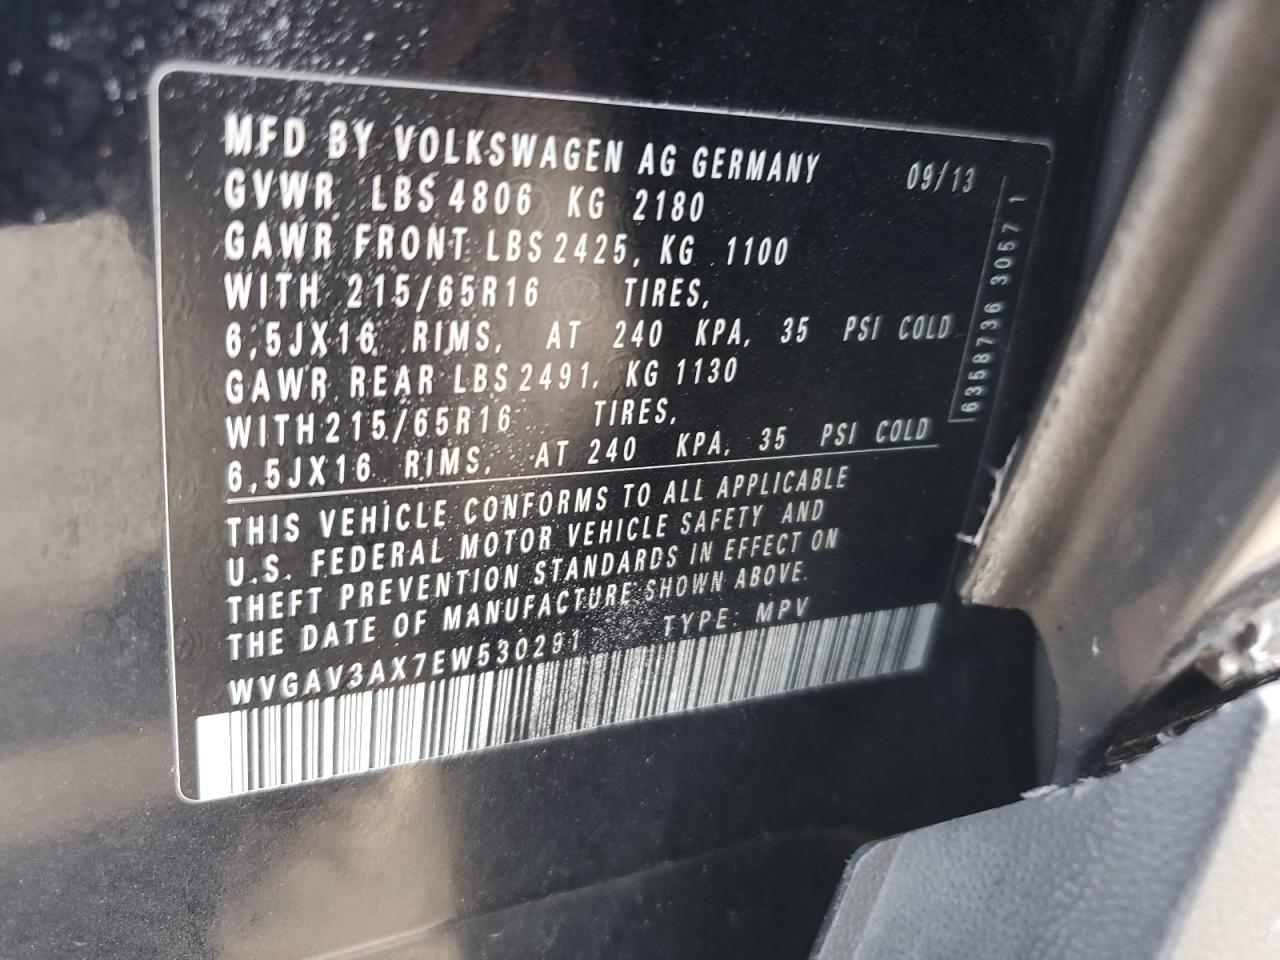 MFD BY VOLKSWAGEN AG GERMANY 09/13
GVWR LBS 4806 KG 2180
GAWR FRONT LBS 2425, KG 1100
WITH 215/65R16 TIRES,
6,5JX16 RIMS, AT 240 KPA, 35 PSI COLD
GAWR REAR LBS 2491, KG 1130
WITH 215/65R16 TIRES,
6,5JX16 RIMS, AT 240 KPA, 35 PSI COLD
THIS VEHICLE CONFORMS TO ALL APPLICABLE
U.S. FEDERAL MOTOR VEHICLE SAFETY AND
THEFT PREVENTION STANDARDS IN EFFECT ON
THE DATE OF MANUFACTURE SHOWN ABOVE.
WVGAV3AX7EW530291 TYPE: MPV
6358736 3057 1